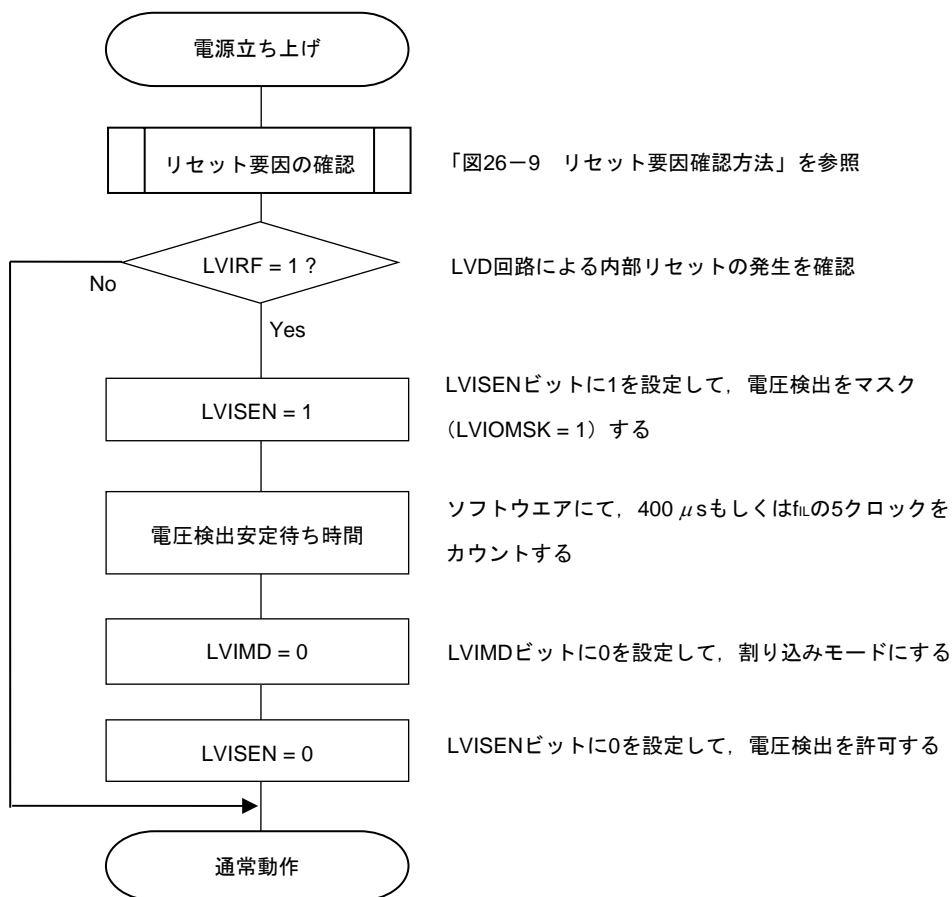 電源立ち上げ
リセット要因の確認
「図26－9　リセット要因確認方法」を参照
LVIRF = 1 ?
LVD回路による内部リセットの発生を確認
No
Yes
LVISEN = 1
LVISENビットに1を設定して，電圧検出をマスク
（LVIOMSK = 1）する
電圧検出安定待ち時間
ソフトウエアにて，400 μsもしくはfILの5クロックを
カウントする
LVIMD = 0
LVIMDビットに0を設定して，割り込みモードにする
LVISEN = 0
LVISENビットに0を設定して，電圧検出を許可する
通常動作